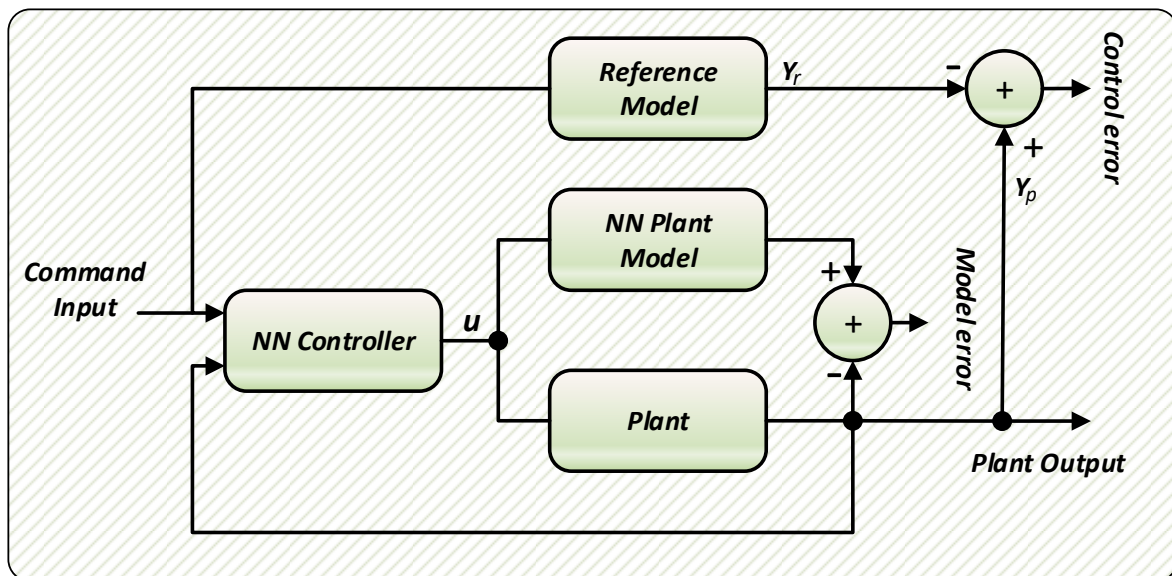 Reference
Model
Yr
-
+
Control error
+
Yp
NN Plant
Model
+
Model error
Command
Input
NN Controller
u
+
-
Plant
Plant Output